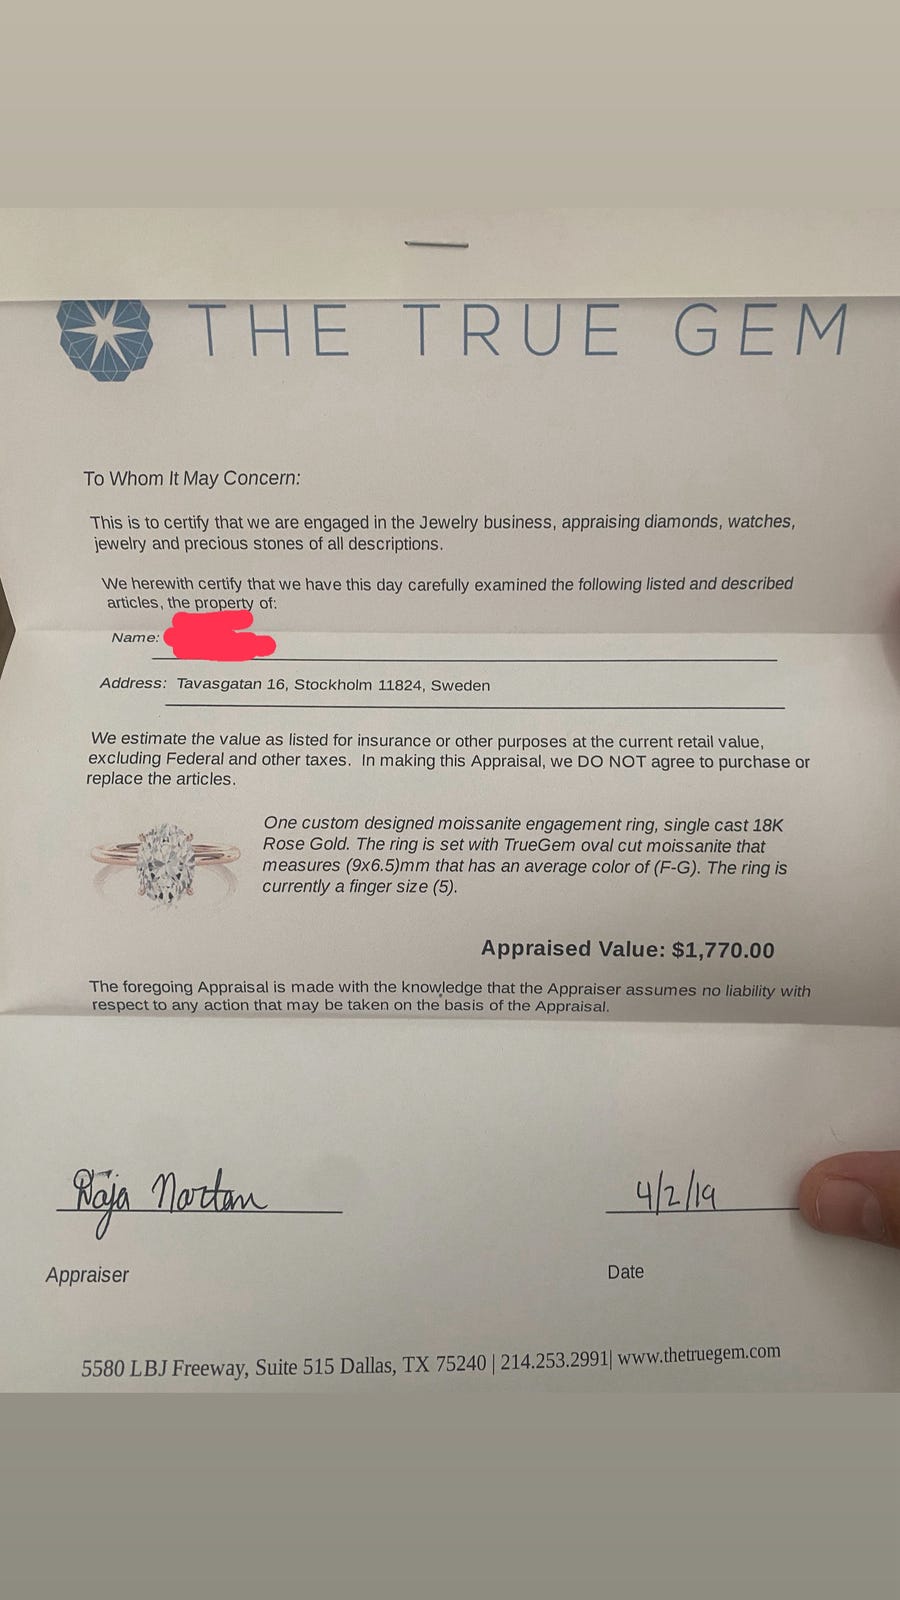 THE TRUE GEM
To Whom It May Concern:
This is to certify that we are engaged in the Jewelry business, appraising diamonds, watches,
jewelry and precious stones of all descriptions.
We herewith certify that we have this day carefully examined the following listed and described
articles, the property of:
Name:
Address: Tavasgatan 16, Stockholm 11824, Sweden
We estimate the value as listed for insurance or other purposes at the current retail value,
excluding Federal and other taxes. In making this Appraisal, we DO NOT agree to purchase or
replace the articles.
One custom designed moissanite engagement ring, single cast 18K
Rose Gold. The ring is set with TrueGem oval cut moissanite that
measures (9x6.5)mm that has an average color of (F-G). The ring is
currently a finger size (5).
Appraised Value: $1,770.00
The foregoing Appraisal is made with the knowledge that the Appraiser assumes no liability with
respect to any action that may be taken on the basis of the Appraisal.
Norton
4/2/19
Appraiser
Date
5580 LBJ Freeway, Suite 515 Dallas, TX 75240 | 214.253.2991| www.thetruegem.com